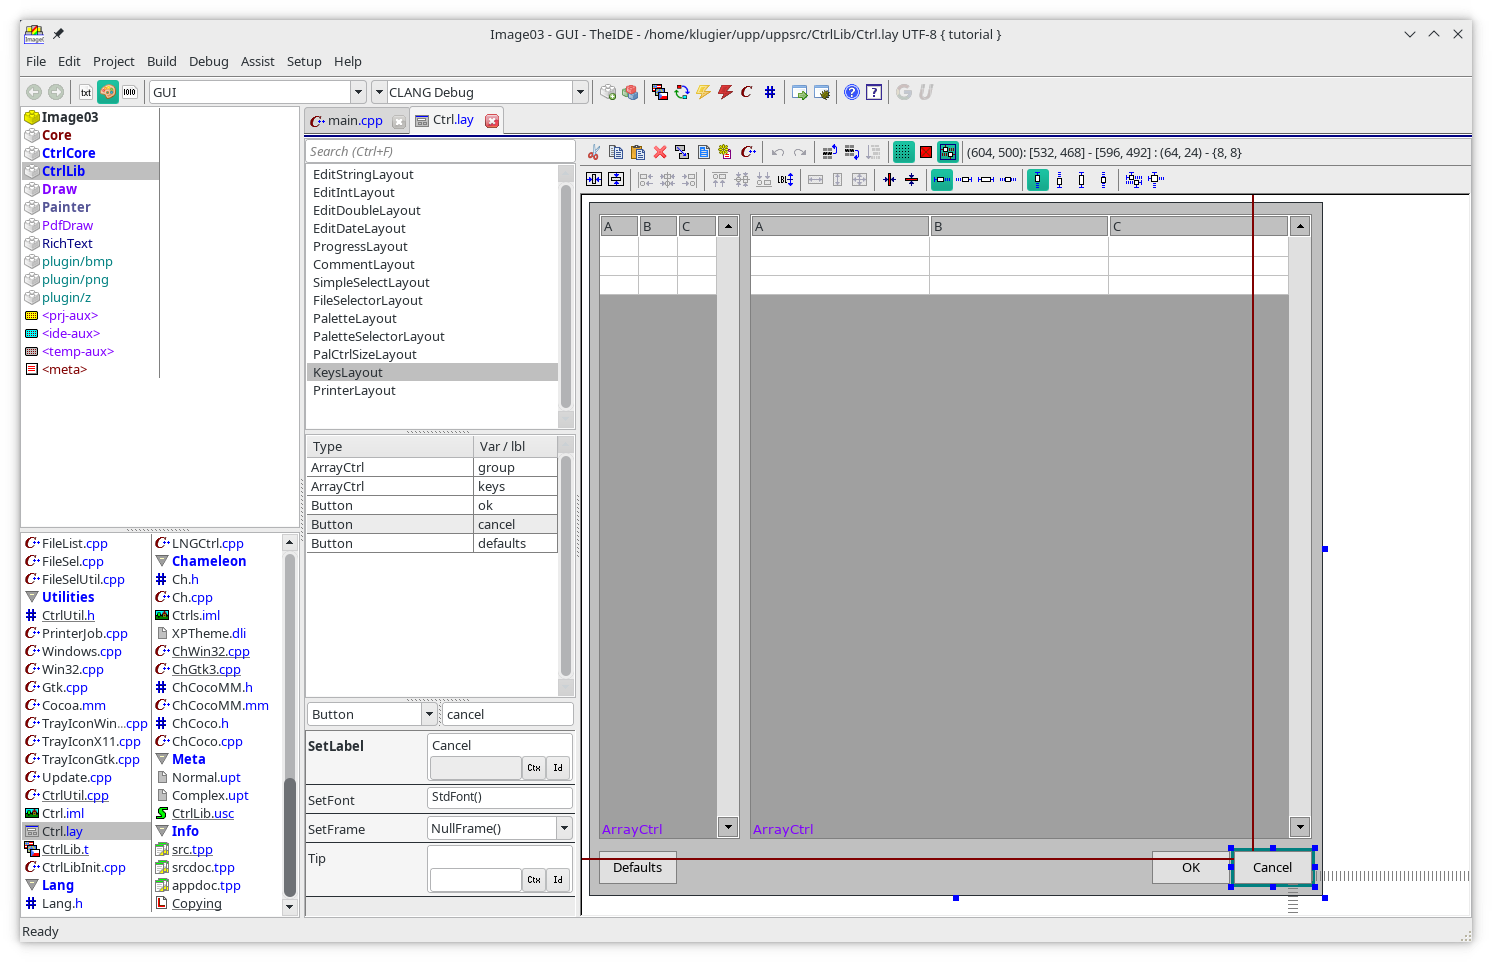 Image03 - GUI - TheIDE - /home/klugier/upp/uppsrc/CtrlLib/Ctrl.lay UTF-8 { tutorial }
File Edit Project Build Debug Assist Setup Help
txt GUI CLANG Debug
Image03
Core
CtrlCore
CtrlLib
Draw
Painter
PdfDraw
RichText
plugin/bmp
plugin/png
plugin/z
<prj-aux>
<ide-aux>
<temp-aux>
<meta>
FileList.cpp
FileSel.cpp
FileSelUtil.cpp
Utilities
CtrlUtil.h
PrinterJob.cpp
Windows.cpp
Win32.cpp
Gtk.cpp
Cocoa.mm
TrayIconWin...cpp
TrayIconX11.cpp
TrayIconGtk.cpp
Update.cpp
CtrlUtil.cpp
Ctrl.iml
Ctrl.lay
CtrlLib.t
CtrlLibInit.cpp
Lang
Lang.h
LNGCtrl.cpp
Chameleon
Ch.h
Ch.cpp
Ctrls.iml
XPTheme.dli
ChWin32.cpp
ChGtk3.cpp
ChCocoMM.h
ChCocoMM.mm
ChCoco.h
ChCoco.cpp
Meta
Normal.upt
Complex.upt
CtrlLib.usc
Info
src.tpp
srcdoc.tpp
appdoc.tpp
Copying
main.cpp Ctrl.lay
Search (Ctrl+F)
EditStringLayout
EditIntLayout
EditDoubleLayout
EditDateLayout
ProgressLayout
CommentLayout
SimpleSelectLayout
FileSelectorLayout
PaletteLayout
PaletteSelectorLayout
PalCtrlSizeLayout
KeysLayout
PrinterLayout
Type Var / lbl
ArrayCtrl group
ArrayCtrl keys
Button ok
Button cancel
Button defaults
Button cancel
SetLabel Cancel
Ctx Id
SetFont StdFont()
SetFrame NullFrame()
Tip
Ctx Id
(604, 500): [532, 468] - [596, 492] : (64, 24) - {8, 8}
LBL
A B C A B C
ArrayCtrl ArrayCtrl
Defaults OK Cancel
Ready